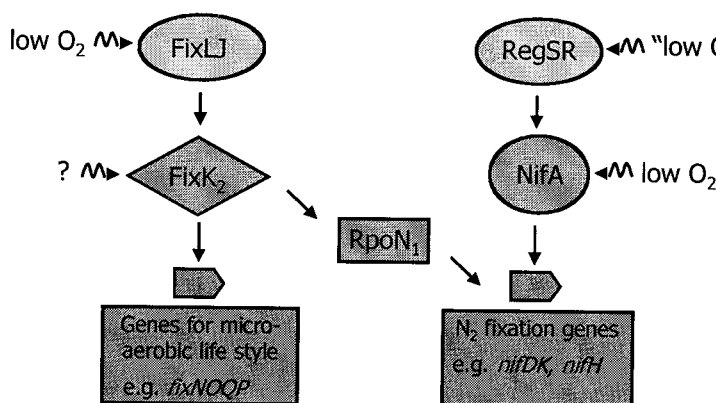 low O₂
FixLJ
RegSR
"low
?
FixK₂
NifA
low O₂
RpoN₁
Genes for micro-
aerobic life style
e.g. fixNOQP
N₂ fixation genes
e.g. nifDK, nifH